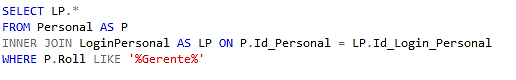 SELECT LP.*
FROM Personal AS P
INNER JOIN LoginPersonal AS LP ON P.Id_Personal = LP.Id_Login_Personal
WHERE P.Roll LIKE '%Gerente%'